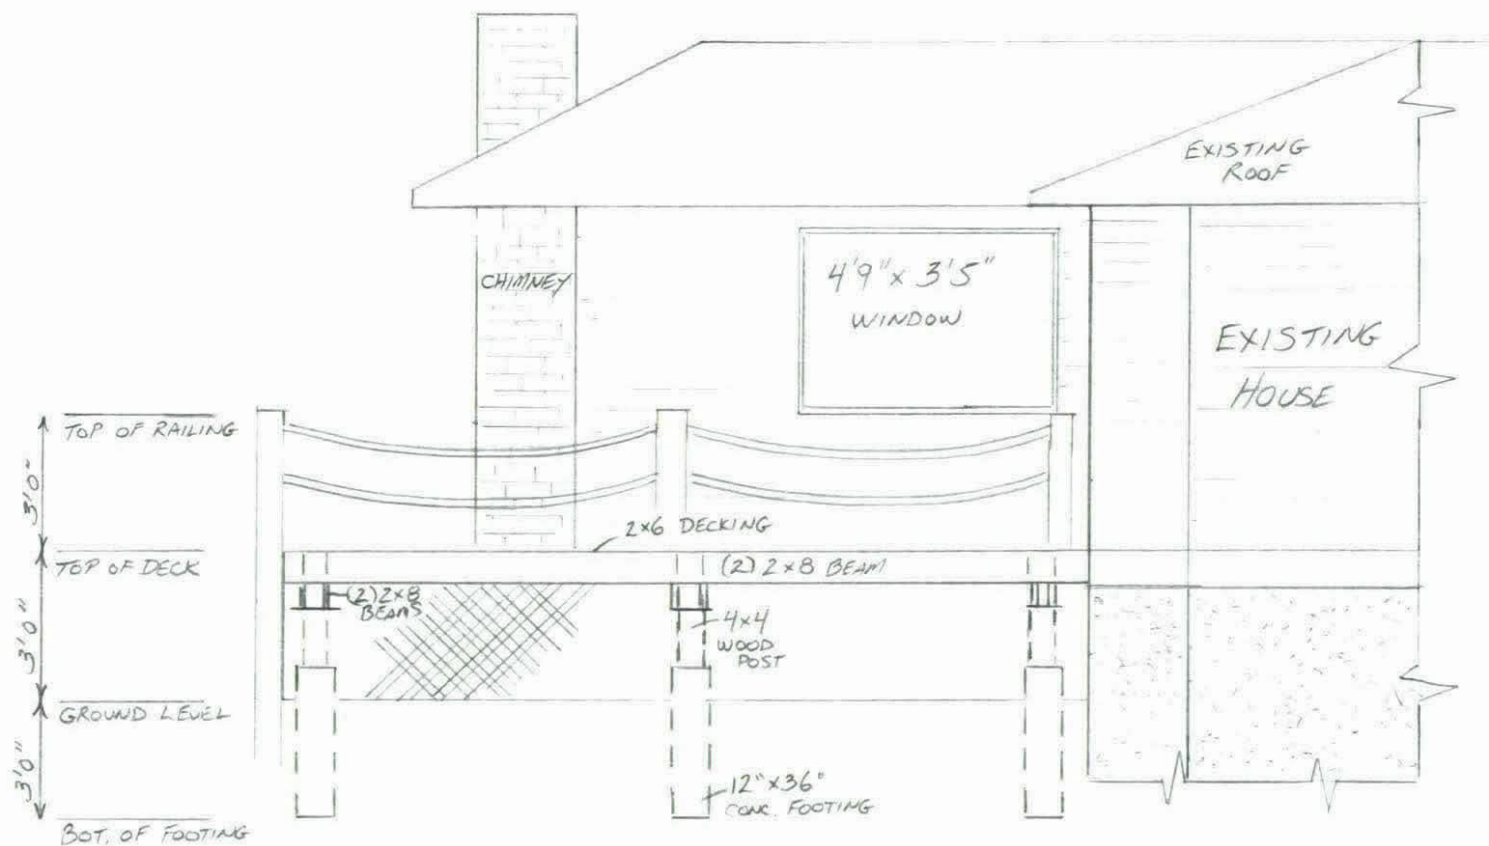 EXISTING
ROOF
CHIMNEY
4'9" x 3'5"
WINDOW
EXISTING
HOUSE
TOP OF RAILING
3'0"
2x6 DECKING
TOP OF DECK
(2) 2x8 BEAM
(2) 2x8
BEAMS
4x4
WOOD
POST
3'0"
GROUND LEVEL
3'0"
12" x 36"
CONC. FOOTING
BOT. OF FOOTING